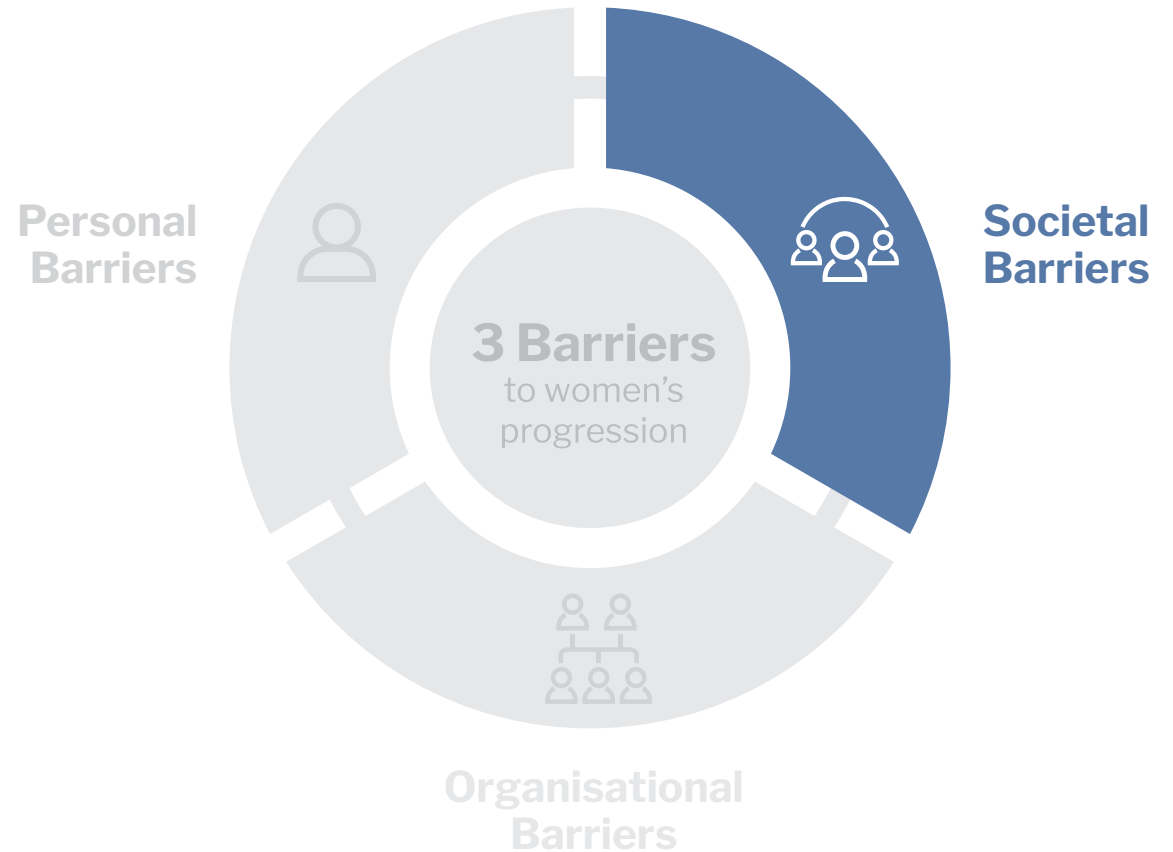 Personal
Barriers
Societal
Barriers
3 Barriers
to women’s
progression
Organisational
Barriers